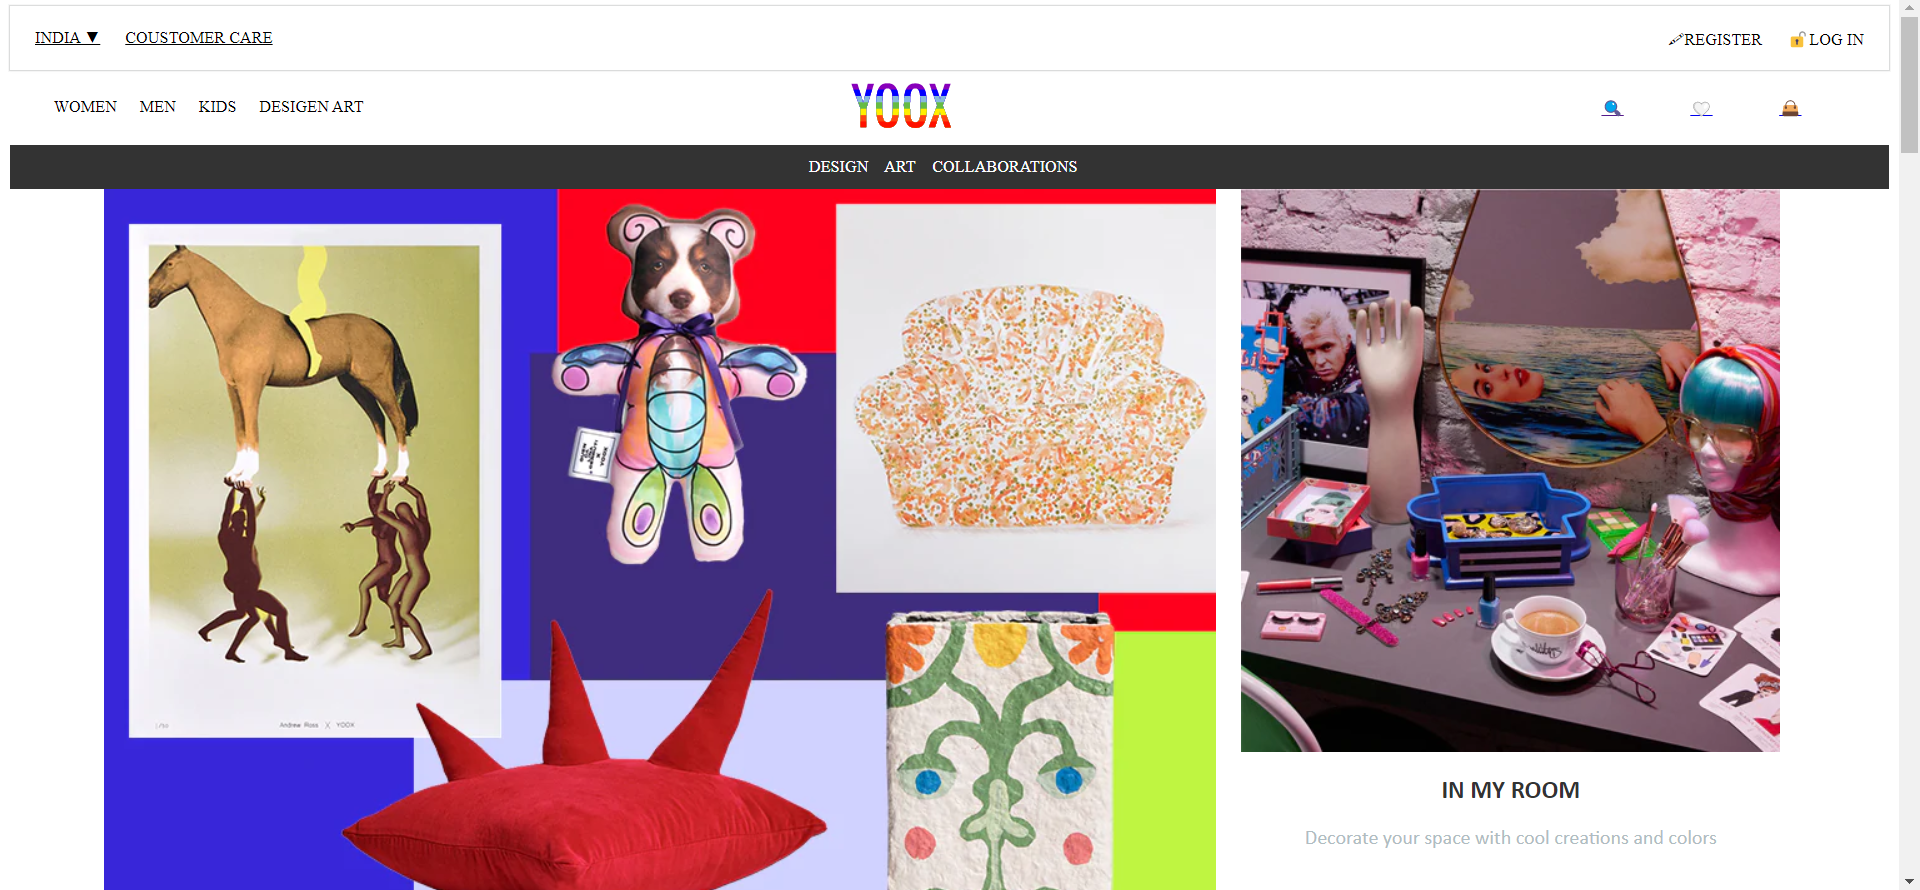 INDIA ▼ COUSTOMER CARE
REGISTER LOG IN
WOMEN MEN KIDS DESIGEN ART
YOOX
DESIGN ART COLLABORATIONS
Andrew Ross X YOOX
IN MY ROOM
Decorate your space with cool creations and colors